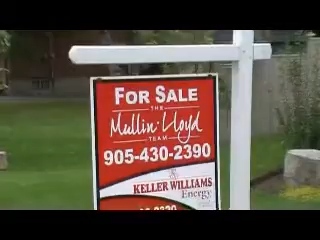 FOR SALE
THE
Mullin·Lloyd
TEAM
905-430-2390
KELLER WILLIAMS
Energy